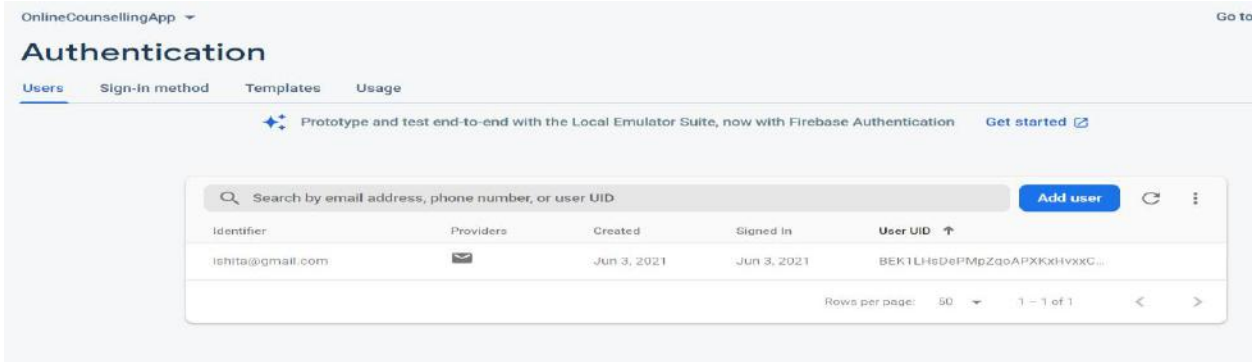 OnlineCounsellingApp
Go to
Authentication
Users Sign-in method Templates Usage
Prototype and test end-to-end with the Local Emulator Suite, now with Firebase Authentication Get started
Search by email address, phone number, or user UID Add user
Identifier Providers Created Signed In User UID
ishita@gmail.com Jun 3, 2021 Jun 3, 2021
Rows per page: 50 1 – 1 of 1